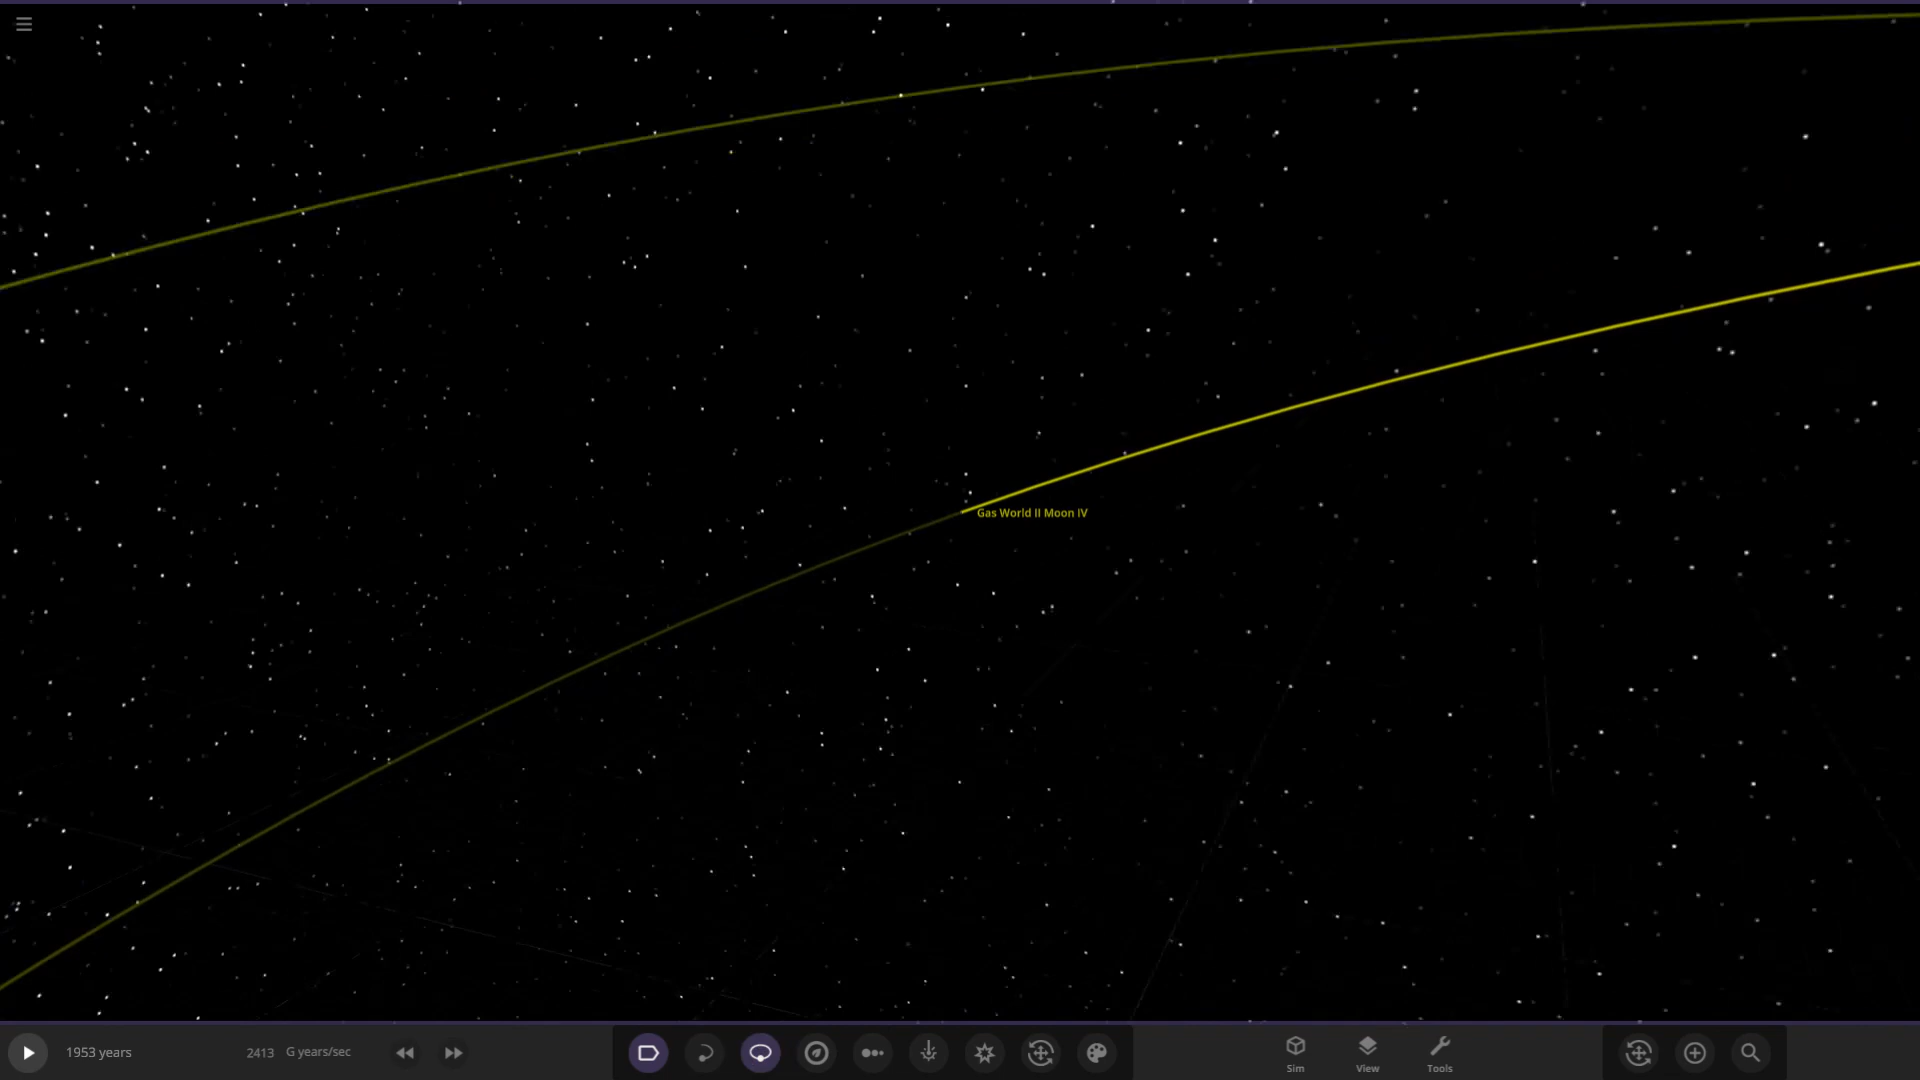 Gas World II Moon IV
1953 years
2413 G years/sec
Sim
View
Tools